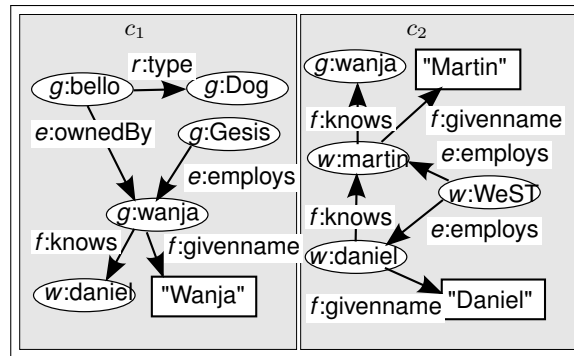 c1
r:type
g:bello
g:Dog
e:ownedBy
g:Gesis
e:employs
g:wanja
f:knows
f:givenname
w:daniel
"Wanja"
c2
g:wanja
"Martin"
f:knows
f:givenname
w:martin
e:employs
w:WeST
f:knows
e:employs
w:daniel
f:givenname
"Daniel"